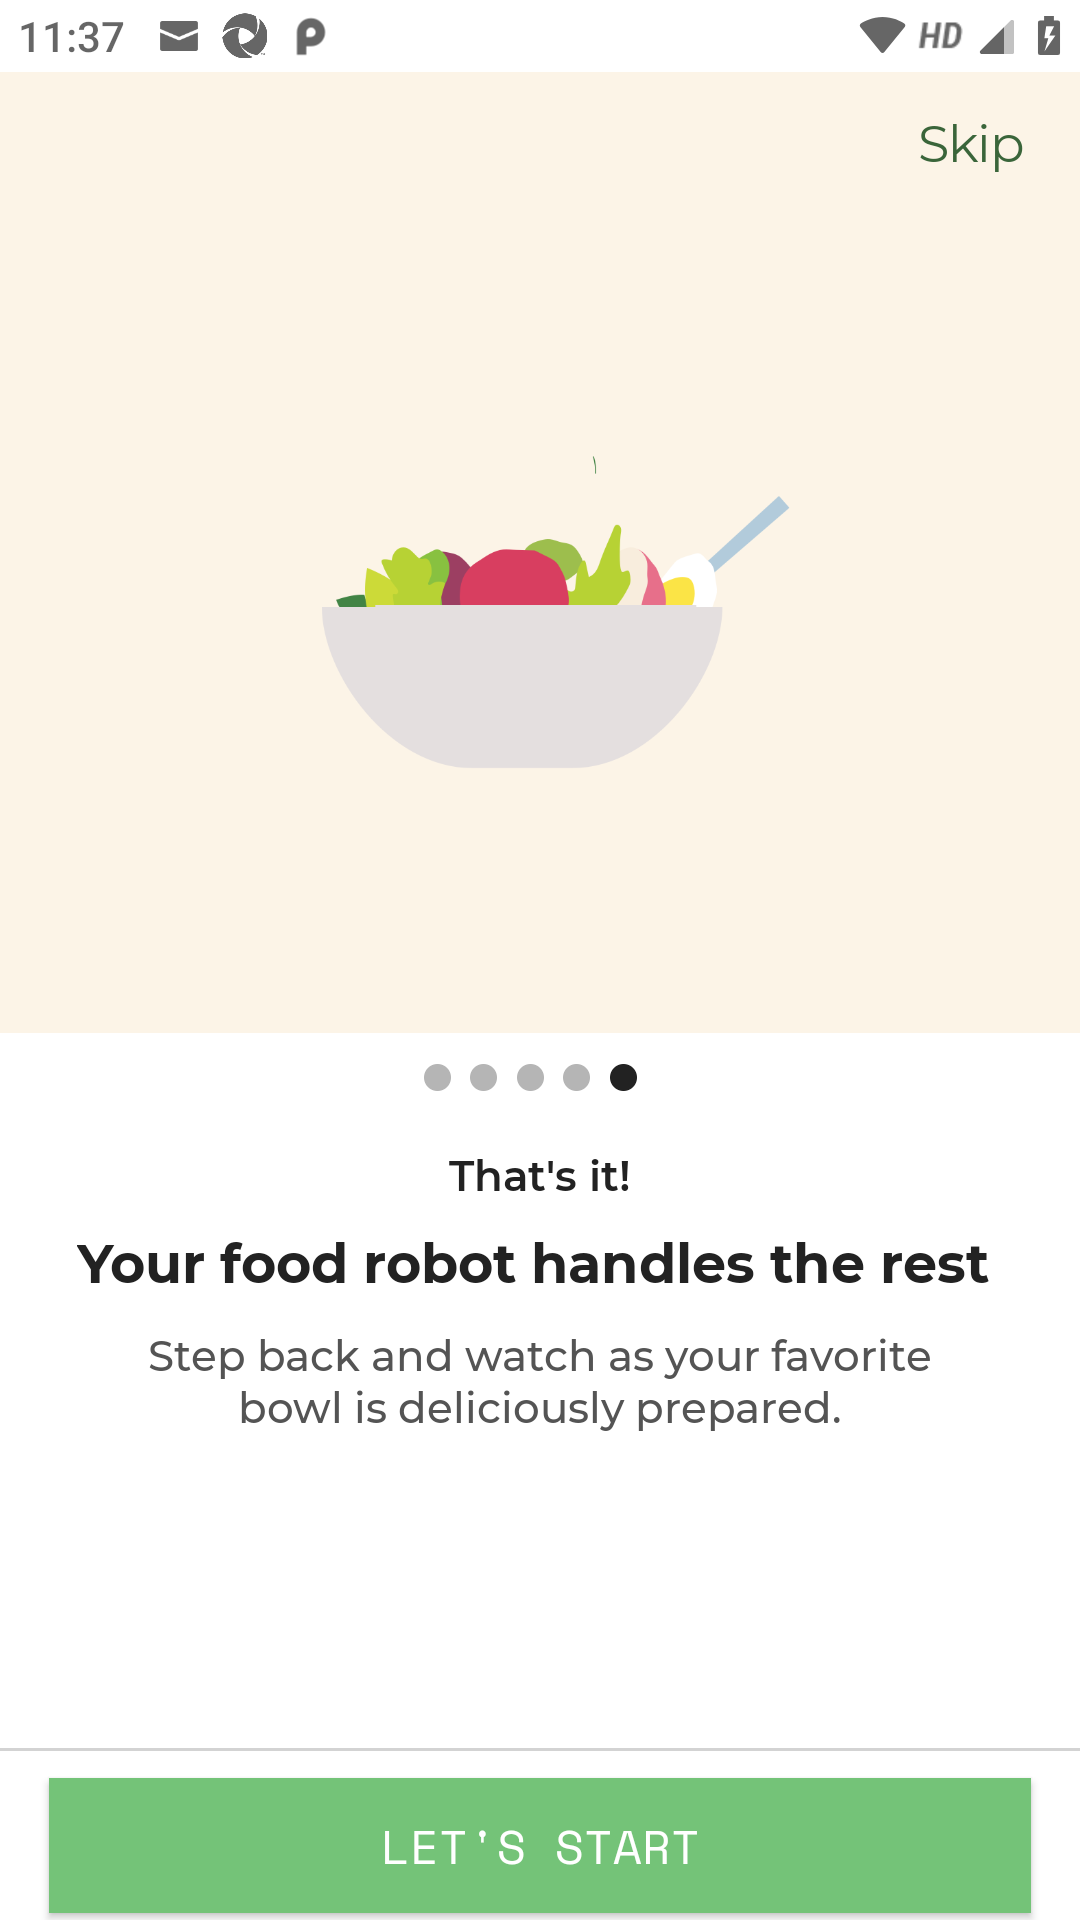 11:37 HD
Skip
That's it!
Your food robot handles the rest
Step back and watch as your favorite
bowl is deliciously prepared.
LET'S START